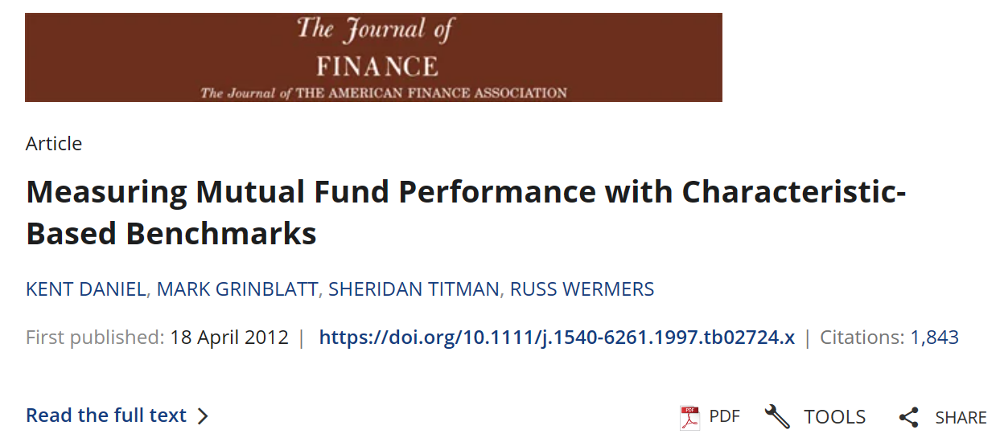 The Journal of
FINANCE
The Journal of THE AMERICAN FINANCE ASSOCIATION
Article
Measuring Mutual Fund Performance with Characteristic-
Based Benchmarks
KENT DANIEL, MARK GRINBLATT, SHERIDAN TITMAN, RUSS WERMERS
First published: 18 April 2012 | https://doi.org/10.1111/j.1540-6261.1997.tb02724.x | Citations: 1,843
Read the full text
PDF PDF TOOLS SHARE